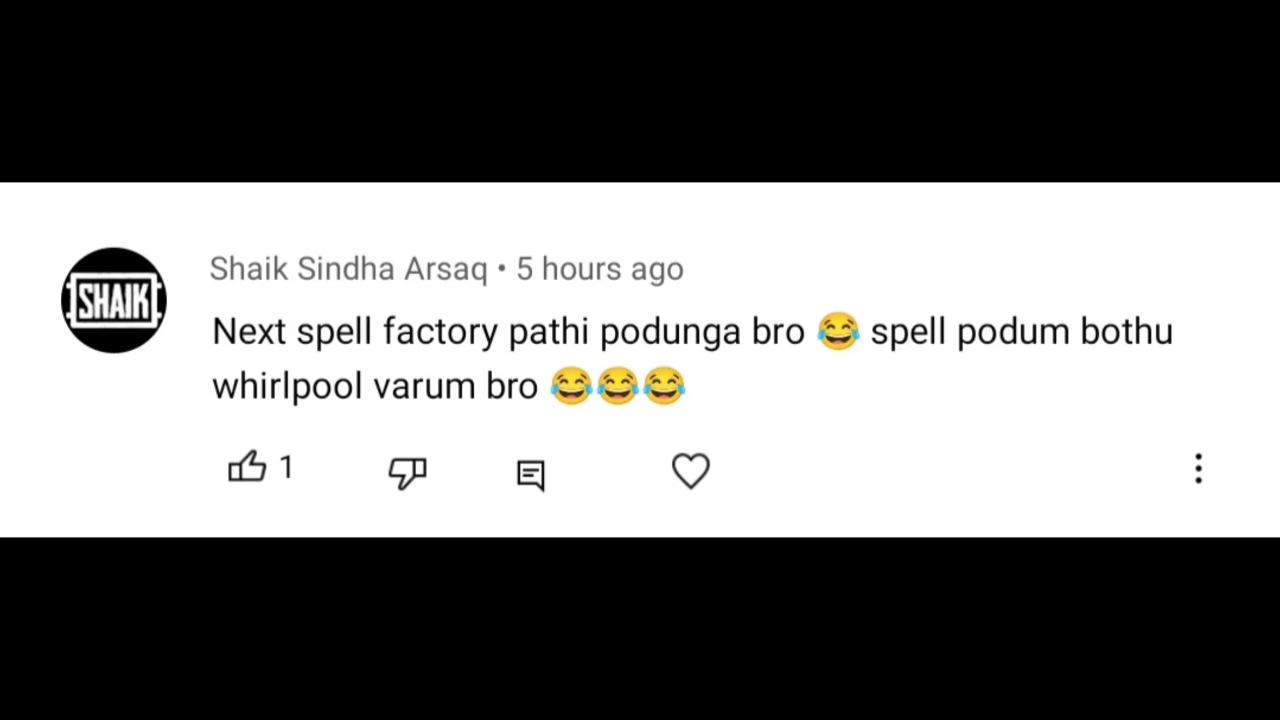 SHAIK
Shaik Sindha Arsaq • 5 hours ago
Next spell factory pathi podunga bro 😂 spell podum bothu
whirlpool varum bro 😂😂😂
1